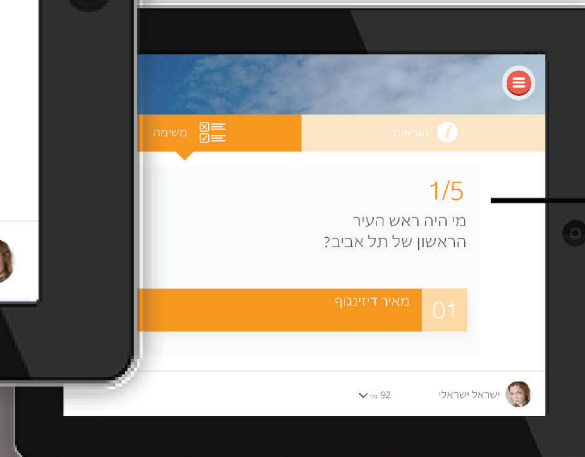 הוראות
משימה
1/5
מי היה ראש העיר
הראשון של תל אביב?
01
מאיר דיזינגוף
ישראל ישראלי
92